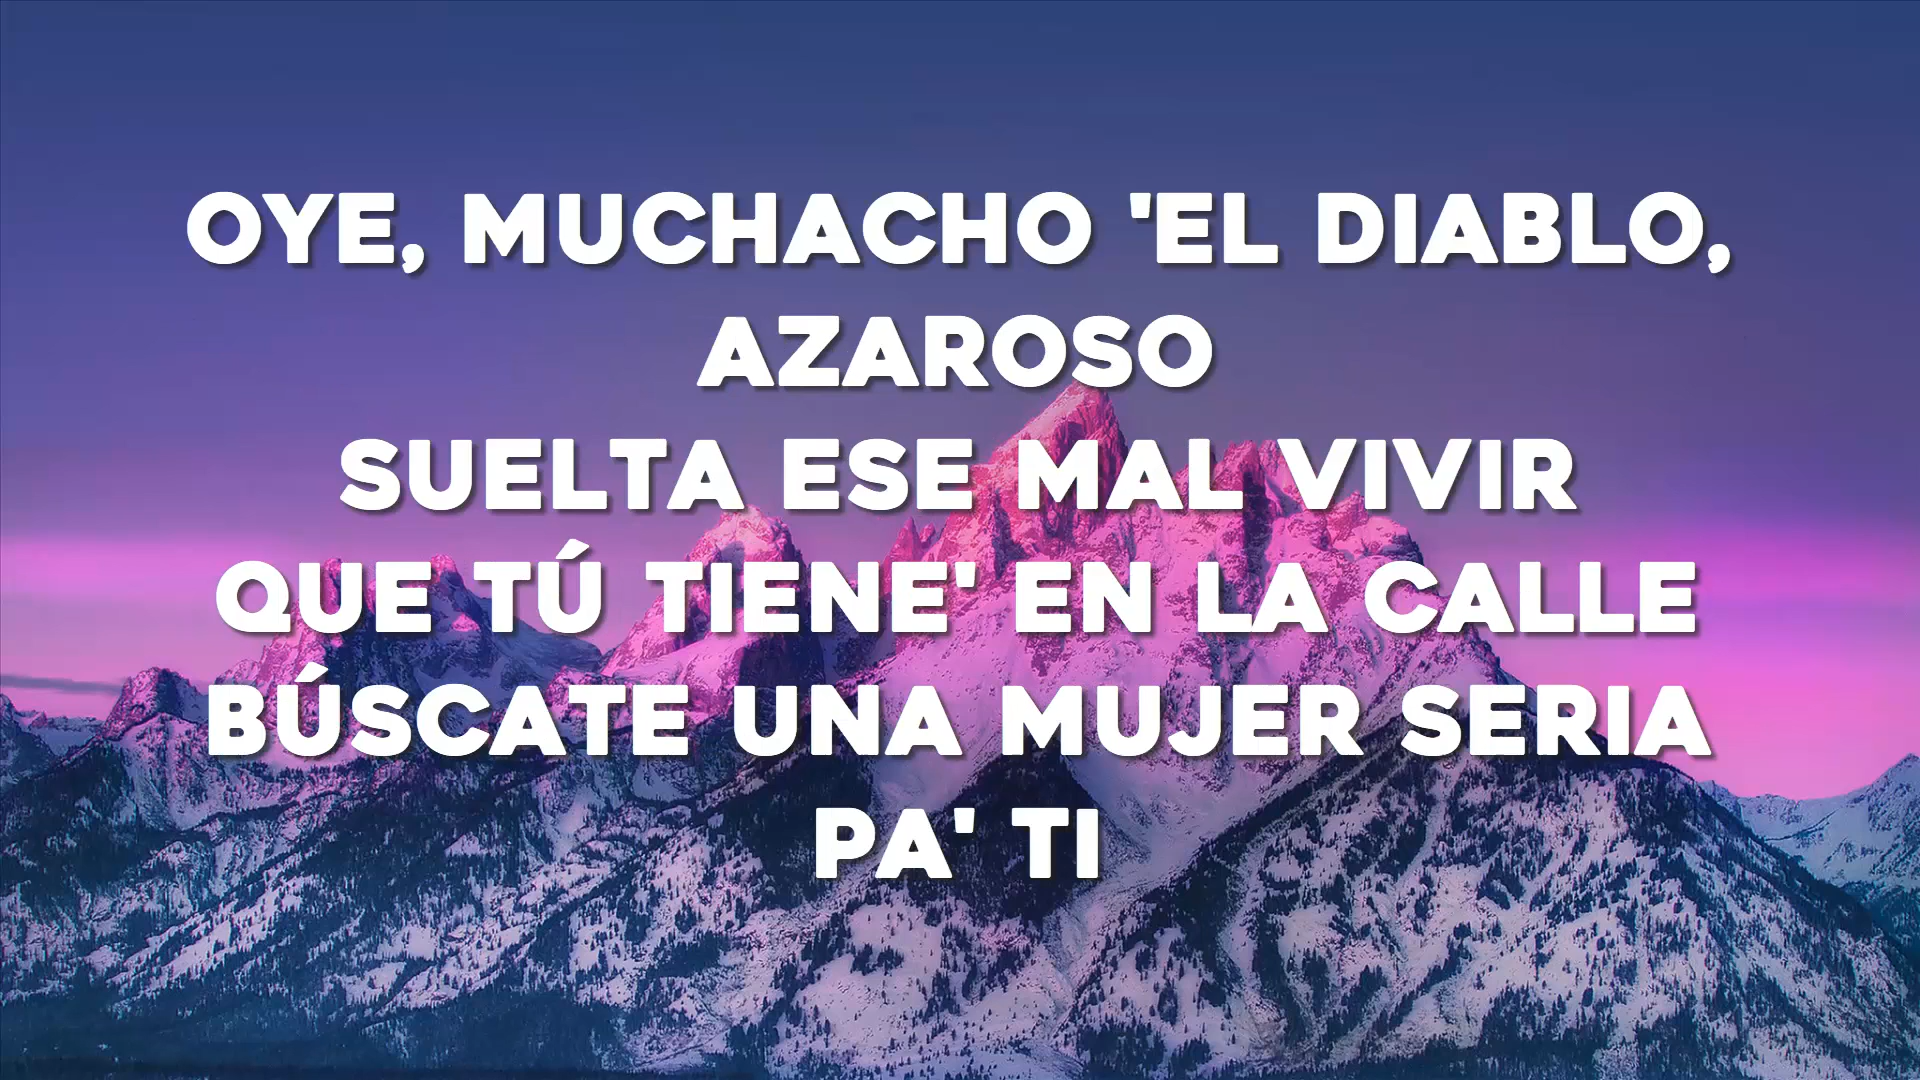 OYE, MUCHACHO 'EL DIABLO,
AZAROSO
SUELTA ESE MAL VIVIR
QUE TÚ TIENE' EN LA CALLE
BÚSCATE UNA MUJER SERIA
PA' TI